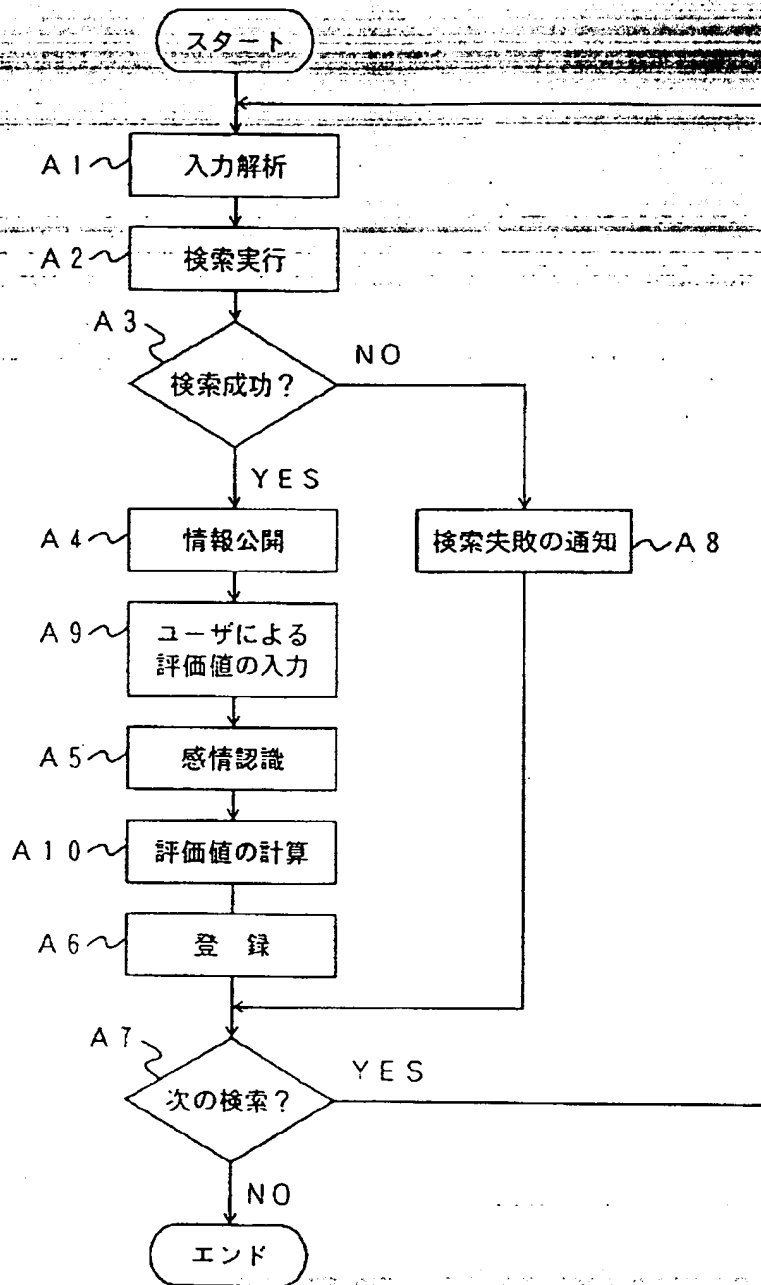 スタート
A1
入力解析
A2
検索実行
A3
検索成功?
NO
YES
A4
情報公開
検索失敗の通知
A8
A9
ユーザによる
評価値の入力
A5
感情認識
A10
評価値の計算
A6
登 録
A7
次の検索?
YES
NO
エンド